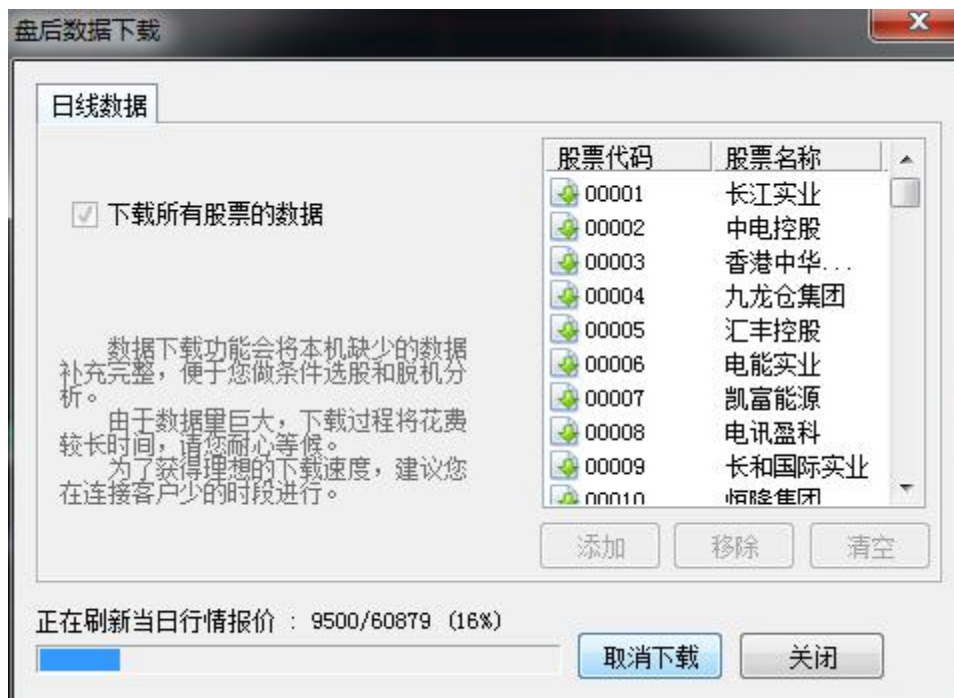 盘后数据下载
日线数据
下载所有股票的数据
数据下载功能会将本机缺少的数据
补充完整，便于您做条件选股和脱机分
析。
由于数据量巨大，下载过程将花费
较长时间，请您耐心等候。
为了获得理想的下载速度，建议您
在连接客户少的时段进行。
股票代码 股票名称
00001 长江实业
00002 中电控股
00003 香港中华...
00004 九龙仓集团
00005 汇丰控股
00006 电能实业
00007 凯富能源
00008 电讯盈科
00009 长和国际实业
00010 恒隆集团
添加 移除 清空
正在刷新当日行情报价 : 9500/60879 (16%)
取消下载 关闭